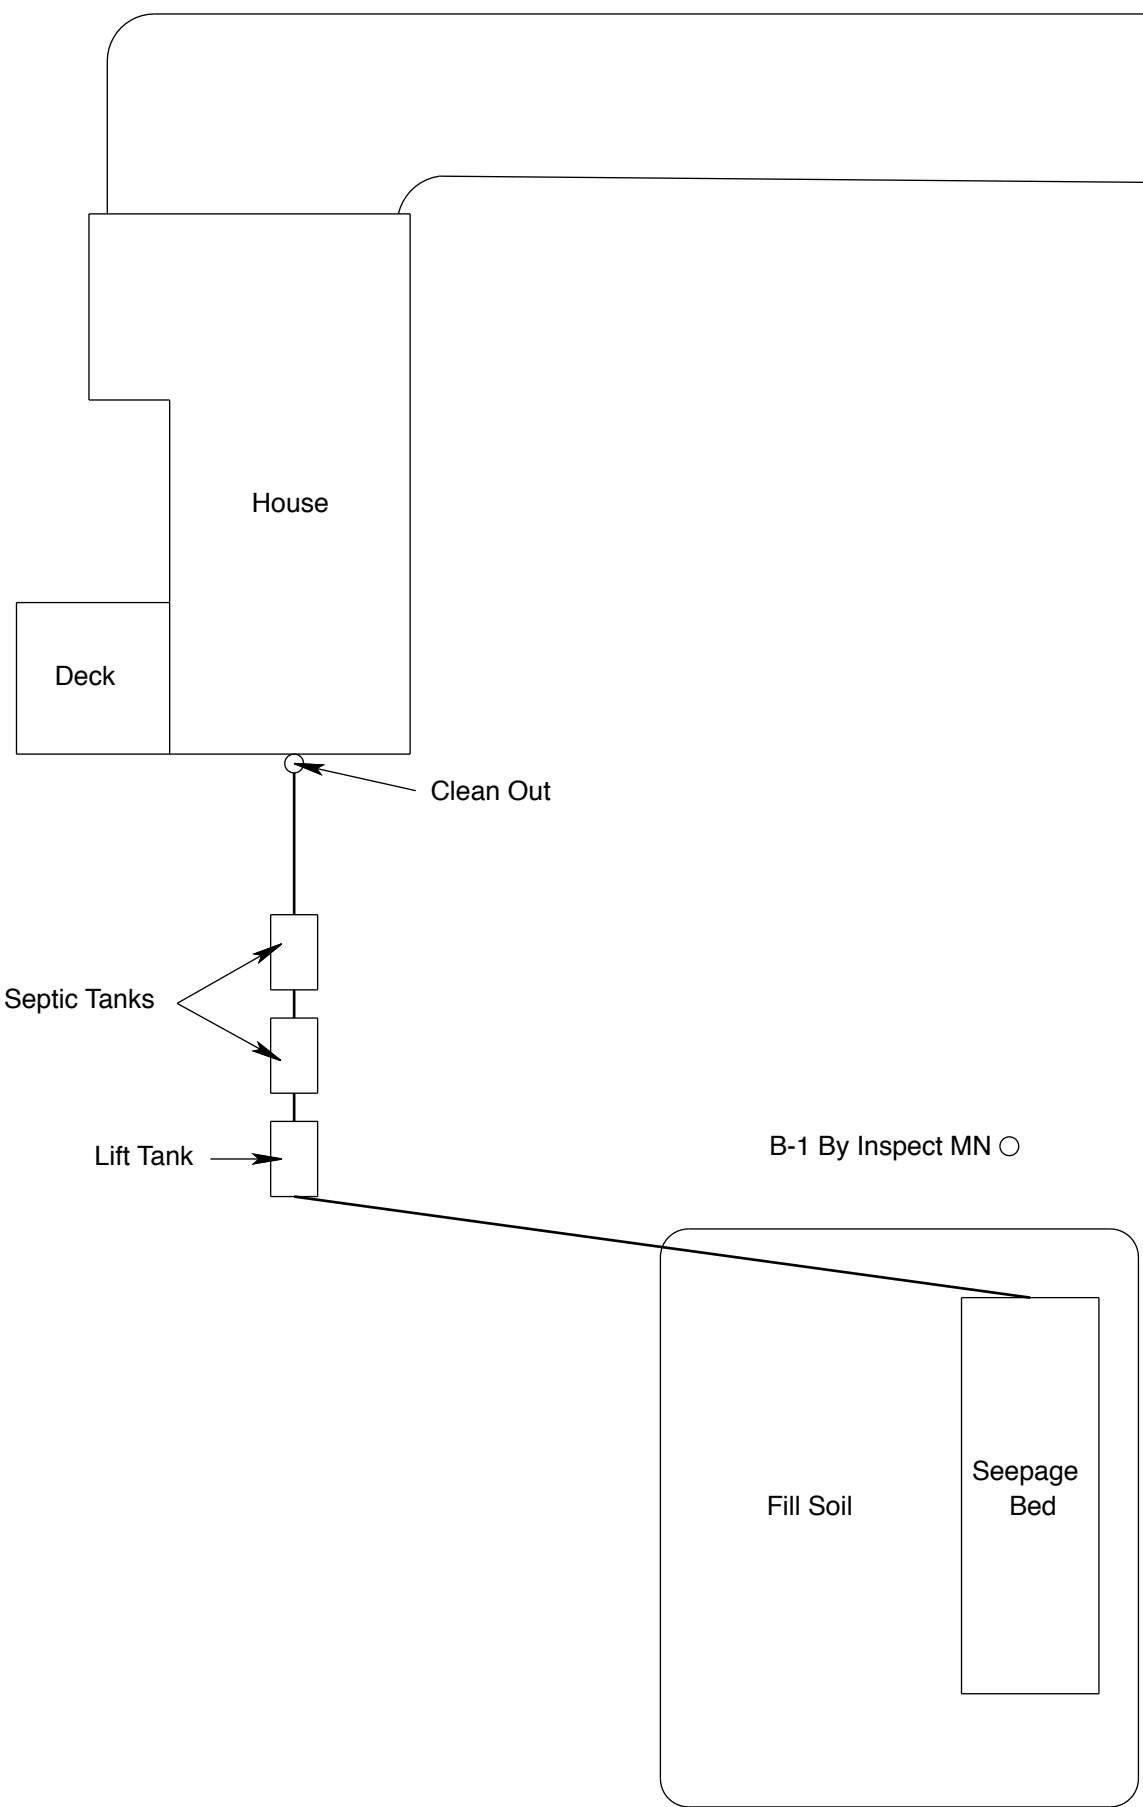 House
Deck
Clean Out
Septic Tanks
Lift Tank
B-1 By Inspect MN
Seepage
Bed
Fill Soil